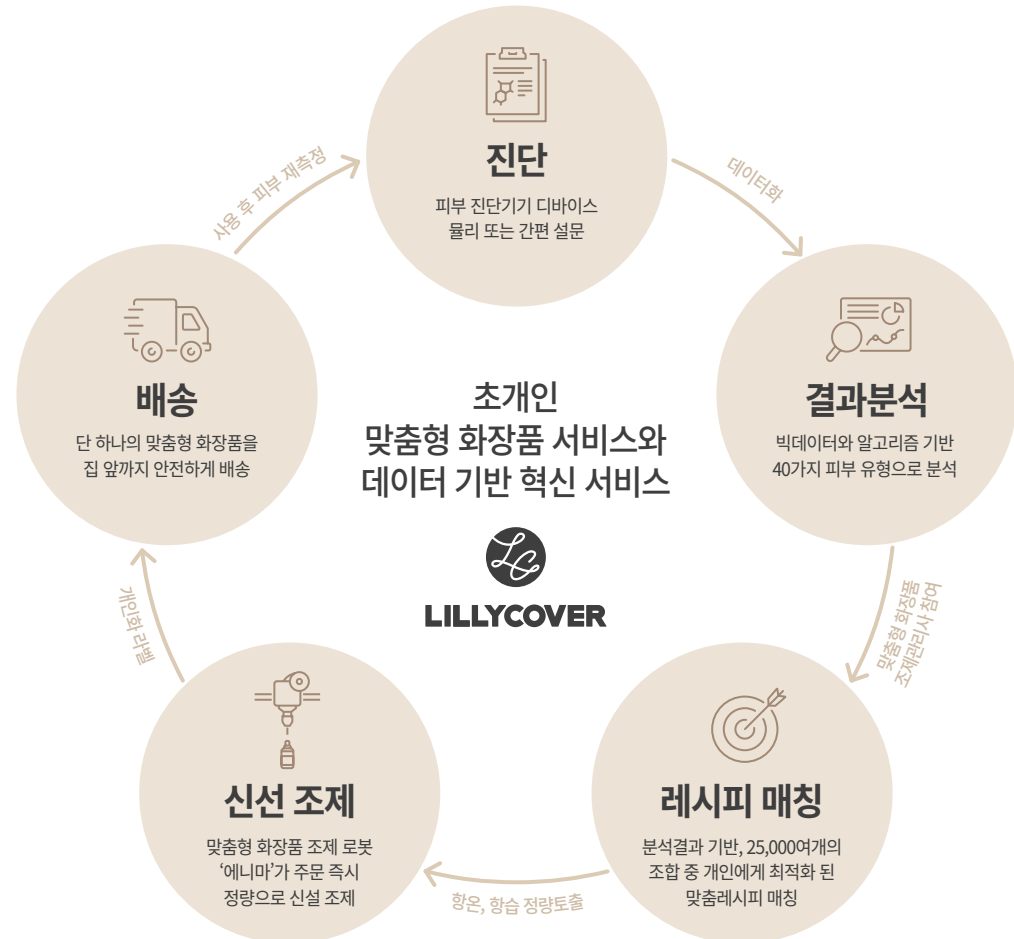 진단
피부 진단기기 디바이스
뮬리 또는 간편 설문
데이터화
결과분석
빅데이터와 알고리즘 기반
40가지 피부 유형으로 분석
맞춤형 화장품
조제관리사 참여
레시피 매칭
분석결과 기반, 25,000여개의
조합 중 개인에게 최적화 된
맞춤레시피 매칭
항온, 항습 정량토출
신선 조제
맞춤형 화장품 조제 로봇
‘에니마’가 주문 즉시
정량으로 신설 조제
개인화 라벨
배송
단 하나의 맞춤형 화장품을
집 앞까지 안전하게 배송
사용 후 피부 재측정
초개인
맞춤형 화장품 서비스와
데이터 기반 혁신 서비스
LC
LILLYCOVER